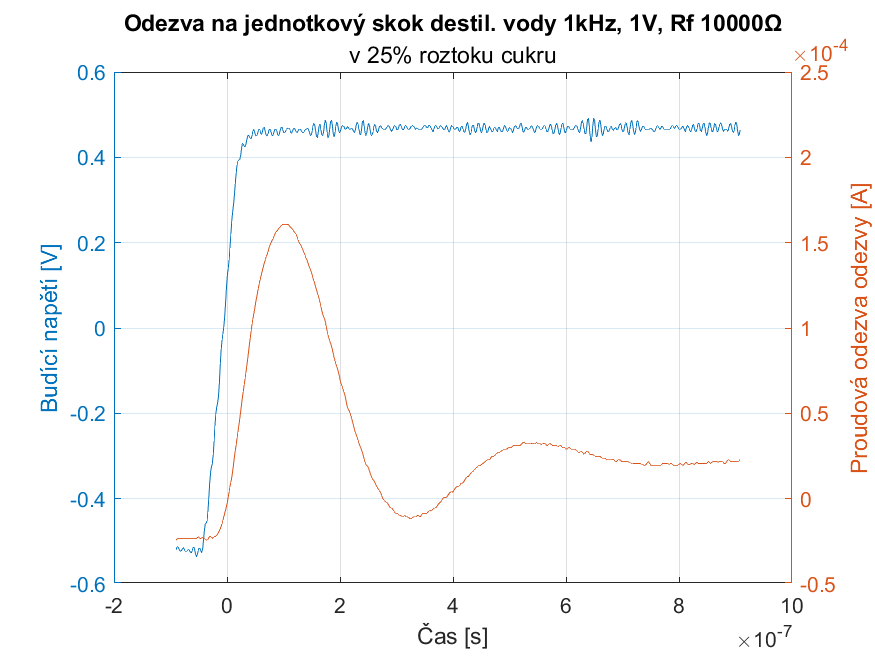 Odezva na jednotkový skok destil. vody 1kHz, 1V, Rf 10000Ω
v 25% roztoku cukru
×10⁻⁴
0.6
0.4
0.2
0
-0.2
-0.4
-0.6
Budící napětí [V]
2.5
2
1.5
1
0.5
0
-0.5
Proudová odezva odezvy [A]
-2 0 2 4 6 8 10
Čas [s]
×10⁻⁷